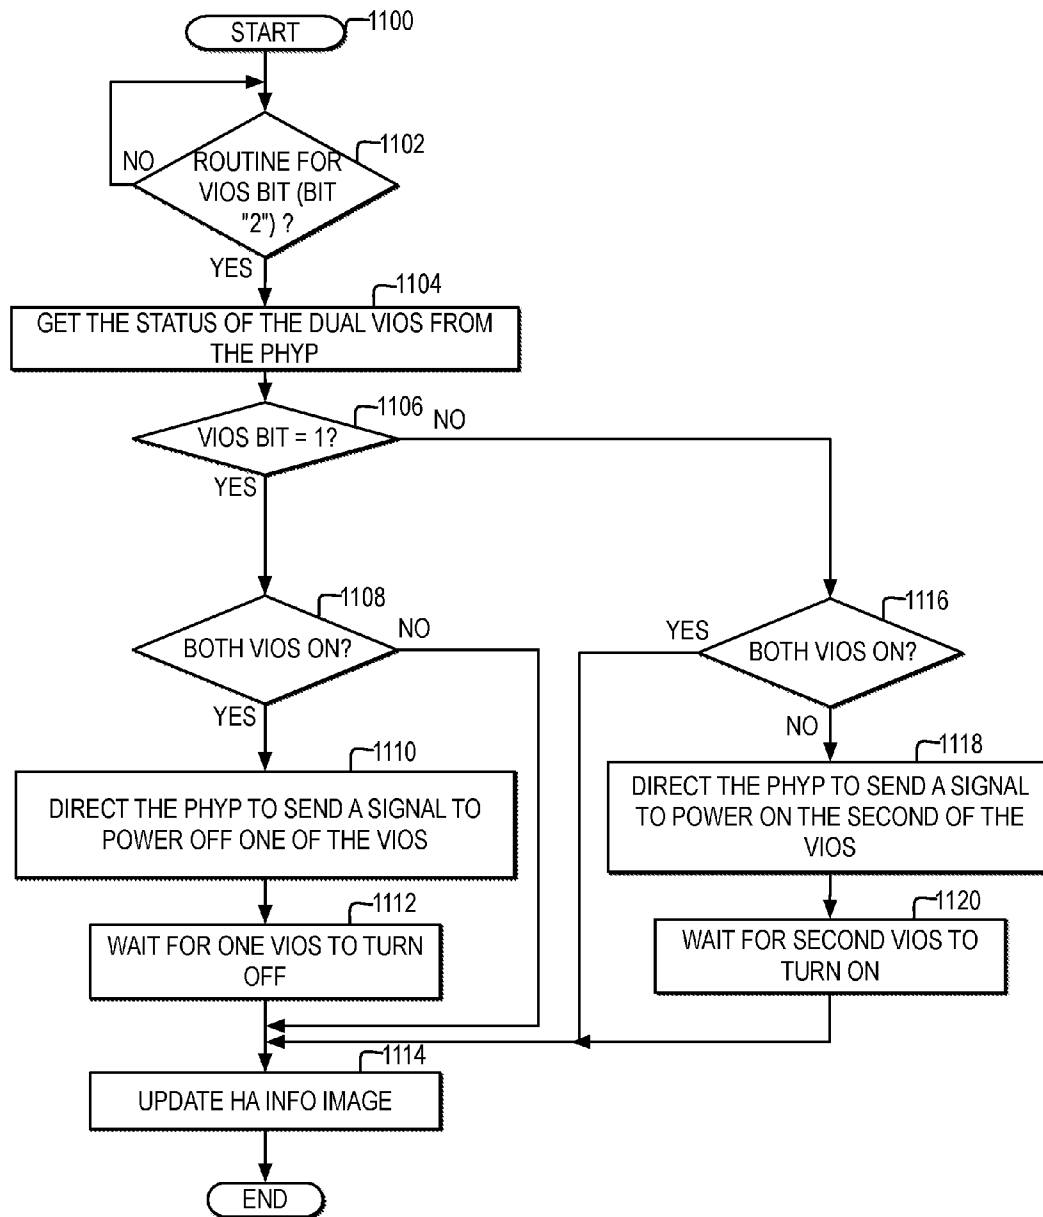 START
1100
ROUTINE FOR
VIOS BIT (BIT
"2") ?
1102
NO
YES
1104
GET THE STATUS OF THE DUAL VIOS FROM
THE PHYP
1106
VIOS BIT = 1?
NO
YES
1108
BOTH VIOS ON?
NO
YES
1116
BOTH VIOS ON?
YES
NO
1110
DIRECT THE PHYP TO SEND A SIGNAL TO
POWER OFF ONE OF THE VIOS
1118
DIRECT THE PHYP TO SEND A SIGNAL
TO POWER ON THE SECOND OF THE
VIOS
1112
WAIT FOR ONE VIOS TO TURN
OFF
1120
WAIT FOR SECOND VIOS TO
TURN ON
1114
UPDATE HA INFO IMAGE
END